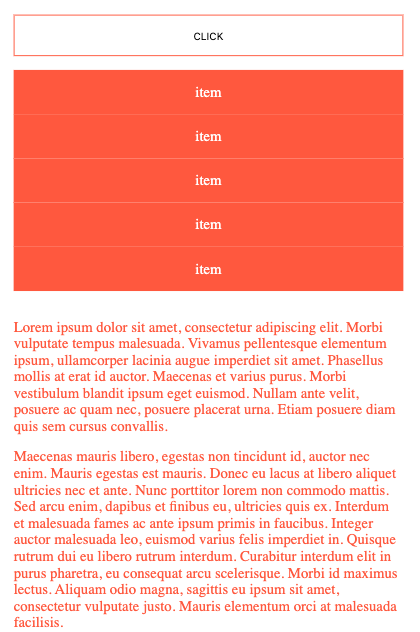 CLICK
item
item
item
item
item
Lorem ipsum dolor sit amet, consectetur adipiscing elit. Morbi
vulputate tempus malesuada. Vivamus pellentesque elementum
ipsum, ullamcorper lacinia augue imperdiet sit amet. Phasellus
mollis at erat id auctor. Maecenas et varius purus. Morbi
vestibulum blandit ipsum eget euismod. Nullam ante velit,
posuere ac quam nec, posuere placerat urna. Etiam posuere diam
quis sem cursus convallis.
Maecenas mauris libero, egestas non tincidunt id, auctor nec
enim. Mauris egestas est mauris. Donec eu lacus at libero aliquet
ultricies nec et ante. Nunc porttitor lorem non commodo mattis.
Sed arcu enim, dapibus et finibus eu, ultricies quis ex. Interdum
et malesuada fames ac ante ipsum primis in faucibus. Integer
auctor malesuada leo, euismod varius felis imperdiet in. Quisque
rutrum dui eu libero rutrum interdum. Curabitur interdum elit in
purus pharetra, eu consequat arcu scelerisque. Morbi id maximus
lectus. Aliquam odio magna, sagittis eu ipsum sit amet,
consectetur vulputate justo. Mauris elementum orci at malesuada
facilisis.